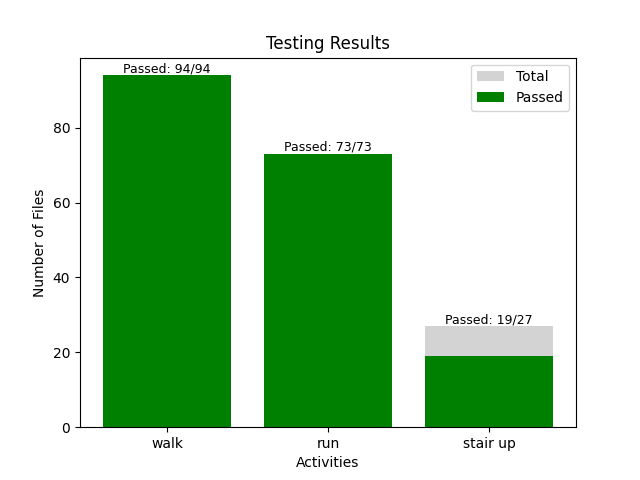 Testing Results
Passed: 94/94
Passed: 73/73
Passed: 19/27
Total
Passed
Number of Files
80
60
40
20
0
walk
run
stair up
Activities